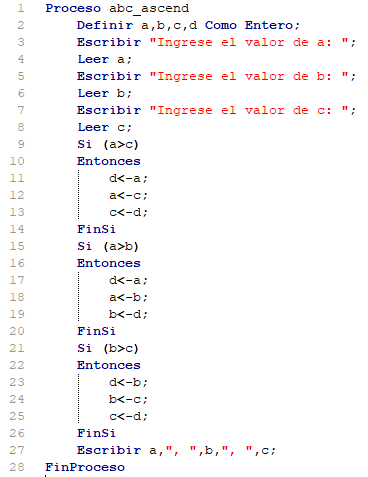 1 Proceso abc_ascend
2 Definir a,b,c,d Como Entero;
3 Escribir "Ingrese el valor de a: ";
4 Leer a;
5 Escribir "Ingrese el valor de b: ";
6 Leer b;
7 Escribir "Ingrese el valor de c: ";
8 Leer c;
9 Si (a>c)
10 Entonces
11 d<-a;
12 a<-c;
13 c<-d;
14 FinSi
15 Si (a>b)
16 Entonces
17 d<-a;
18 a<-b;
19 b<-d;
20 FinSi
21 Si (b>c)
22 Entonces
23 d<-b;
24 b<-c;
25 c<-d;
26 FinSi
27 Escribir a,", ",b,", ",c;
28 FinProceso